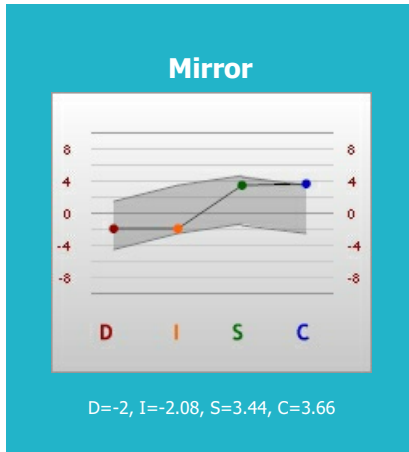 Mirror
8 8
4 4
0 0
-4 -4
-8 -8
D I S C
D=-2, I=-2.08, S=3.44, C=3.66